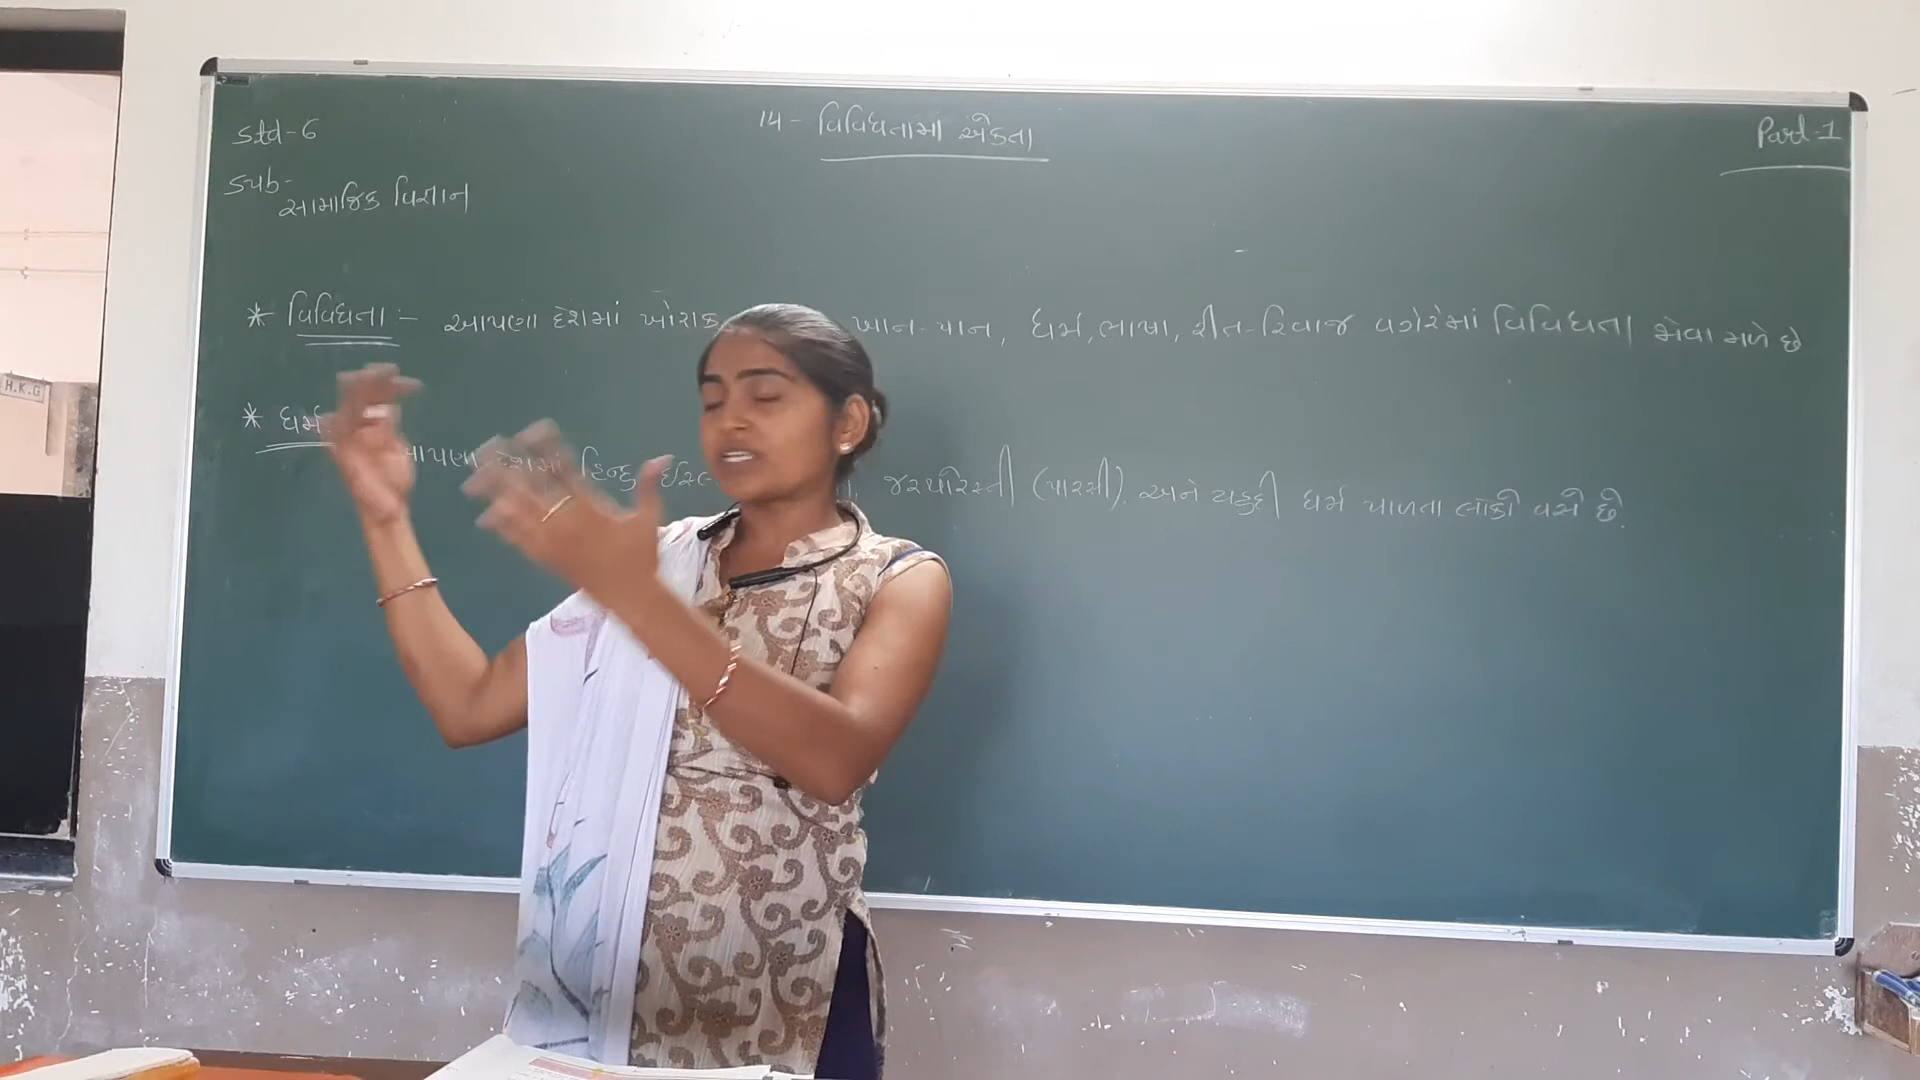 Std-6
14 - વિવિધતામાં એકતા
Part-1
Sub-
સામાજિક વિજ્ઞાન
* વિવિધતા :- આપણા દેશમાં ખોરાક ખાન-પાન, ધર્મ, ભાષા, રીત-રિવાજ વગેરેમાં વિવિધતા જોવા મળે છે
* ધર્મ
આપણા દેશમાં હિન્દુ જરથોસ્તી (પારસી). અને યહુદી ધર્મ પાળતા લોકો વસે છે.
H.K.G